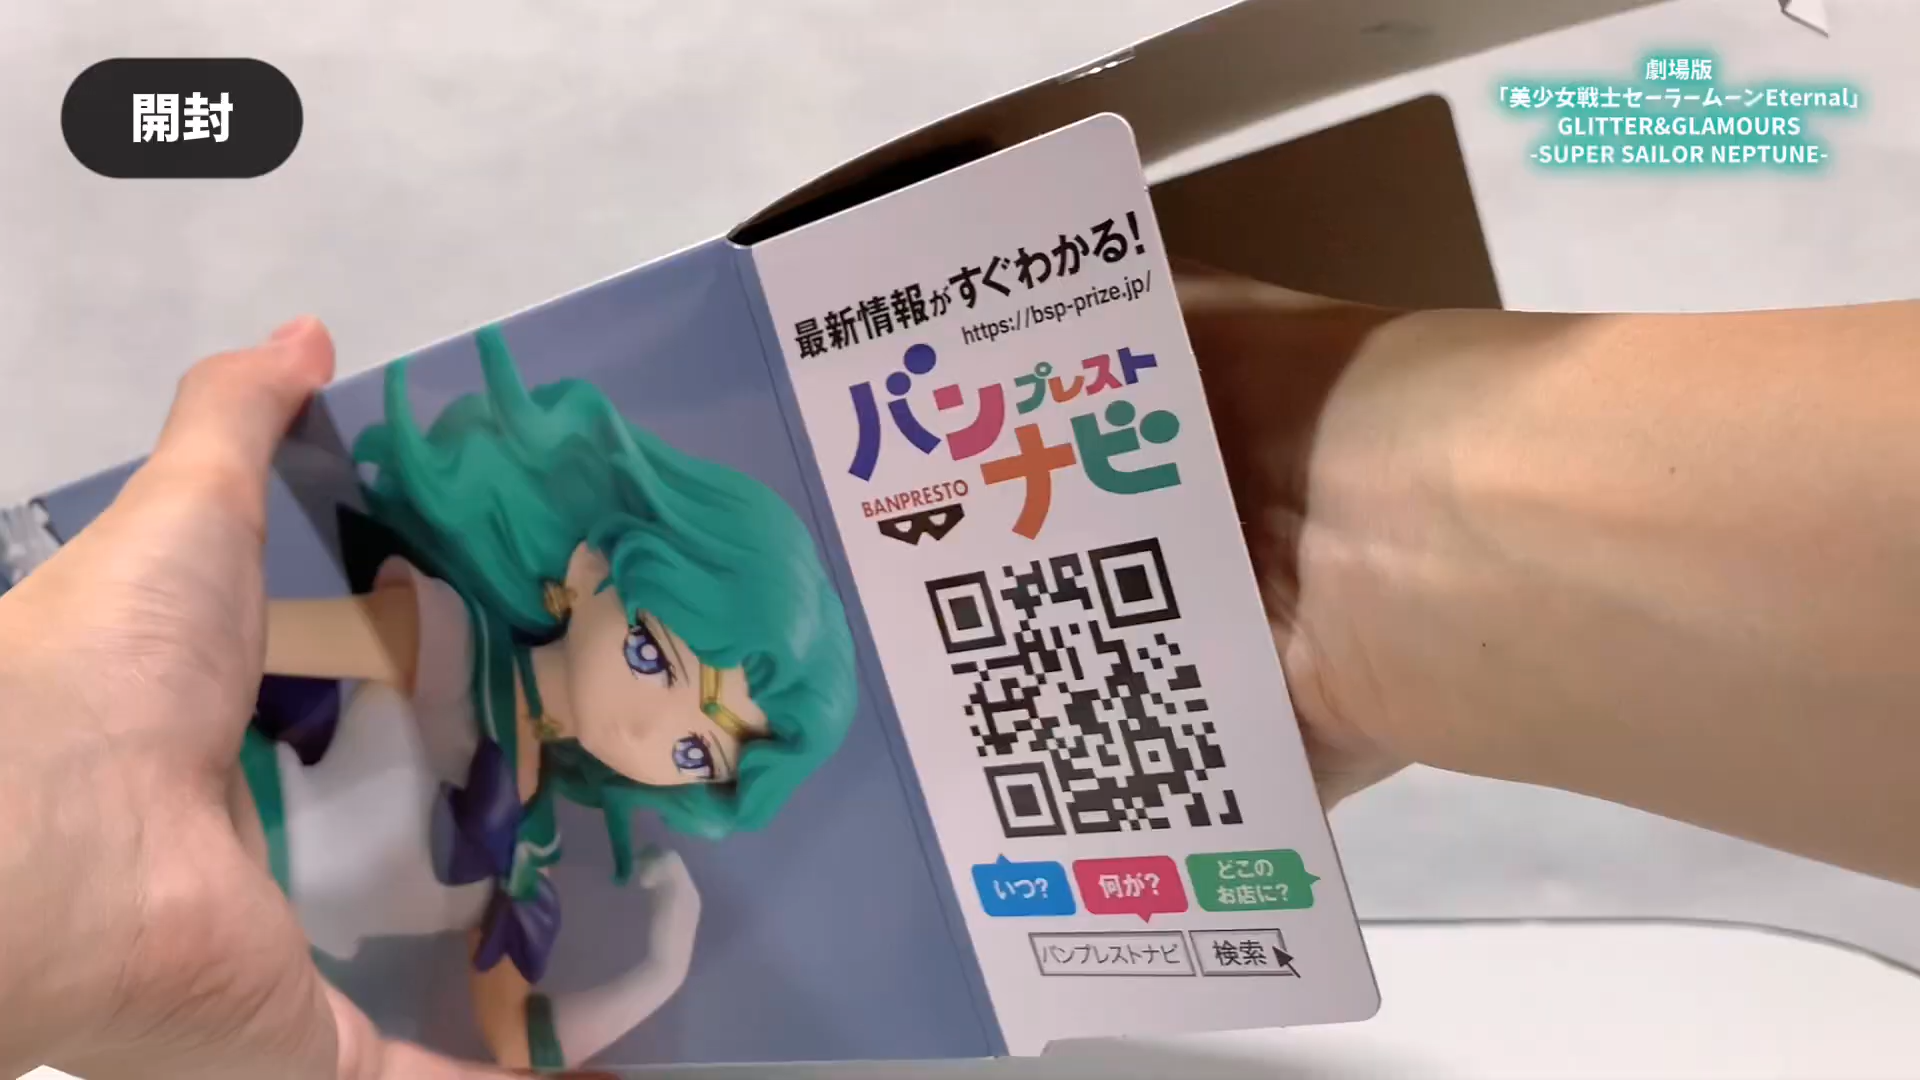 開封
劇場版
「美少女戦士セーラームーンEternal」
GLITTER&GLAMOURS
-SUPER SAILOR NEPTUNE-
最新情報がすぐわかる!
https://bsp-prize.jp/
バンプレスト
ナビ
BANPRESTO
いつ?
何が?
どこの
お店に?
バンプレストナビ
検索